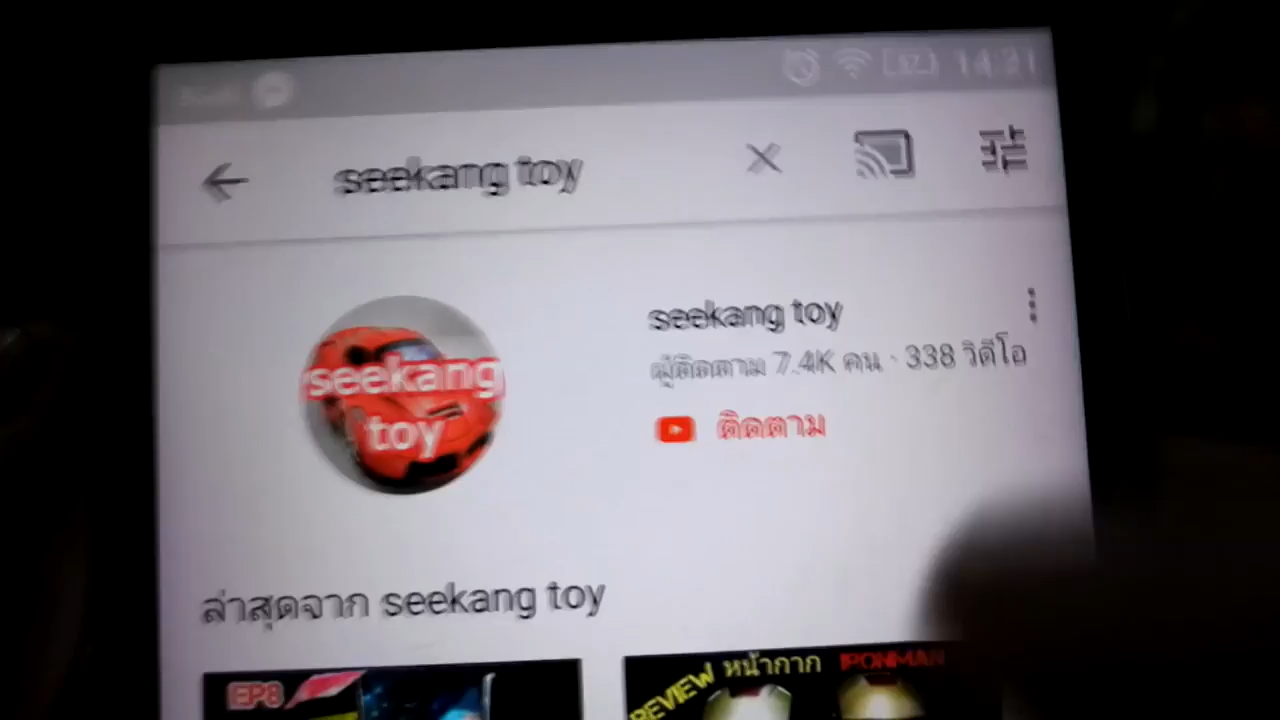 14:21
seekang toy
seekang toy
ผู้ติดตาม 7.4K คน · 338 วิดีโอ
ติดตาม
seekang
toy
ล่าสุดจาก seekang toy
EP8
REVIEW หน้ากาก IRONMAN